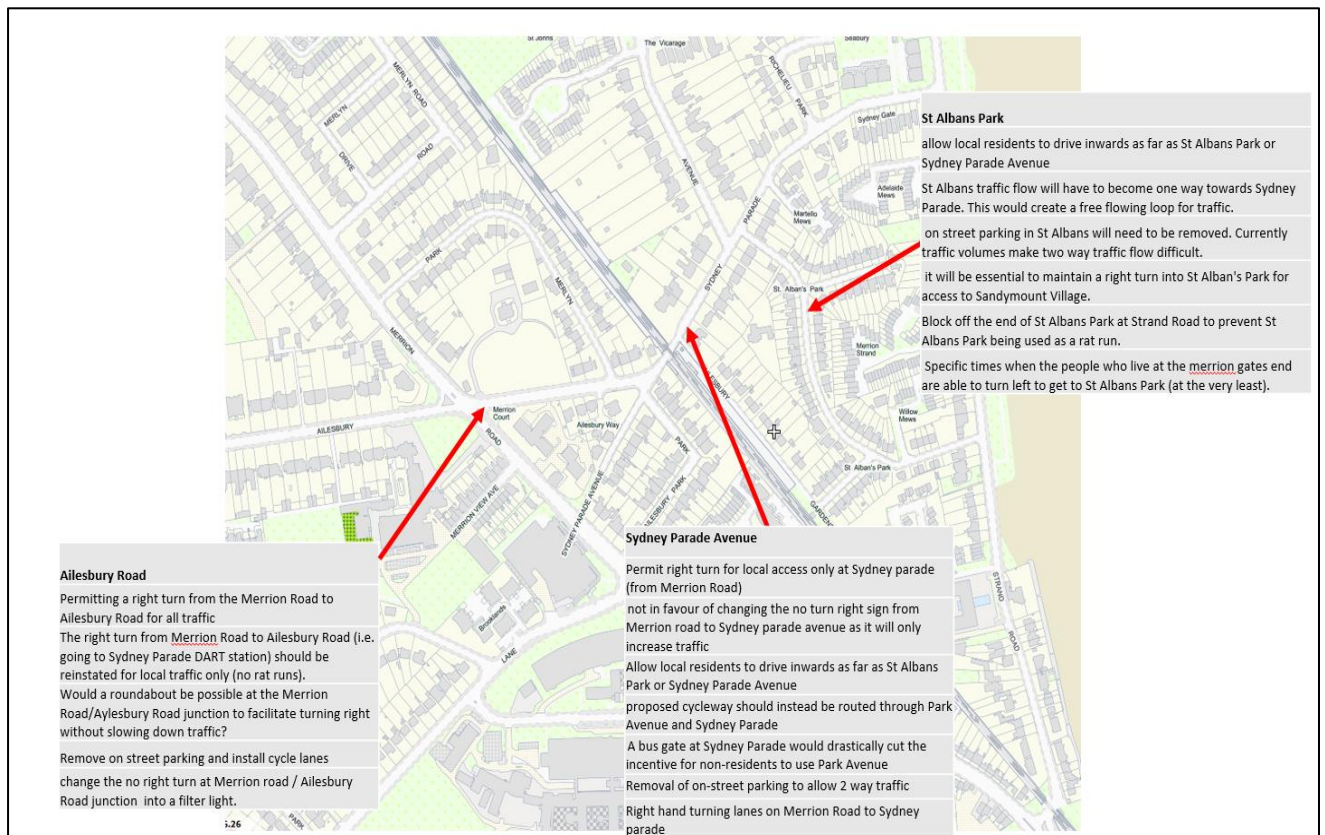 St Johns
The Vicarage
Seabury
MERLYN ROAD
RICHELIEU PARK
Sydney Gate
MERLYN
DRIVE
ROAD
AVENUE
PARADE
Adelaide
Mews
Martello
Mews
PARK
MERLYN
SYDNEY
St. Alban's Park
MERRION
Merrion
Strand
AILESBURY
Willow
Mews
Merrion
Court
ROAD
Ailesbury Way
PARK
AILESBURY
St. Alban's Park
MERRION VIEW AVE
SYDNEY PARADE AVENUE
AILESBURY PARK
GARDENS
STRAND
ROAD
Brooklands
LANE
PARK
5.26
St Albans Park
allow local residents to drive inwards as far as St Albans Park or
Sydney Parade Avenue
St Albans traffic flow will have to become one way towards Sydney
Parade. This would create a free flowing loop for traffic.
on street parking in St Albans will need to be removed. Currently
traffic volumes make two way traffic flow difficult.
it will be essential to maintain a right turn into St Alban's Park for
access to Sandymount Village.
Block off the end of St Albans Park at Strand Road to prevent St
Albans Park being used as a rat run.
Specific times when the people who live at the merrion gates end
are able to turn left to get to St Albans Park (at the very least).
Ailesbury Road
Permitting a right turn from the Merrion Road to
Ailesbury Road for all traffic
The right turn from Merrion Road to Ailesbury Road (i.e.
going to Sydney Parade DART station) should be
reinstated for local traffic only (no rat runs).
Would a roundabout be possible at the Merrion
Road/Aylesbury Road junction to facilitate turning right
without slowing down traffic?
Remove on street parking and install cycle lanes
change the no right turn at Merrion road / Ailesbury
Road junction into a filter light.
Sydney Parade Avenue
Permit right turn for local access only at Sydney parade
(from Merrion Road)
not in favour of changing the no turn right sign from
Merrion road to Sydney parade avenue as it will only
increase traffic
Allow local residents to drive inwards as far as St Albans
Park or Sydney Parade Avenue
proposed cycleway should instead be routed through Park
Avenue and Sydney Parade
A bus gate at Sydney Parade would drastically cut the
incentive for non-residents to use Park Avenue
Removal of on-street parking to allow 2 way traffic
Right hand turning lanes on Merrion Road to Sydney
parade